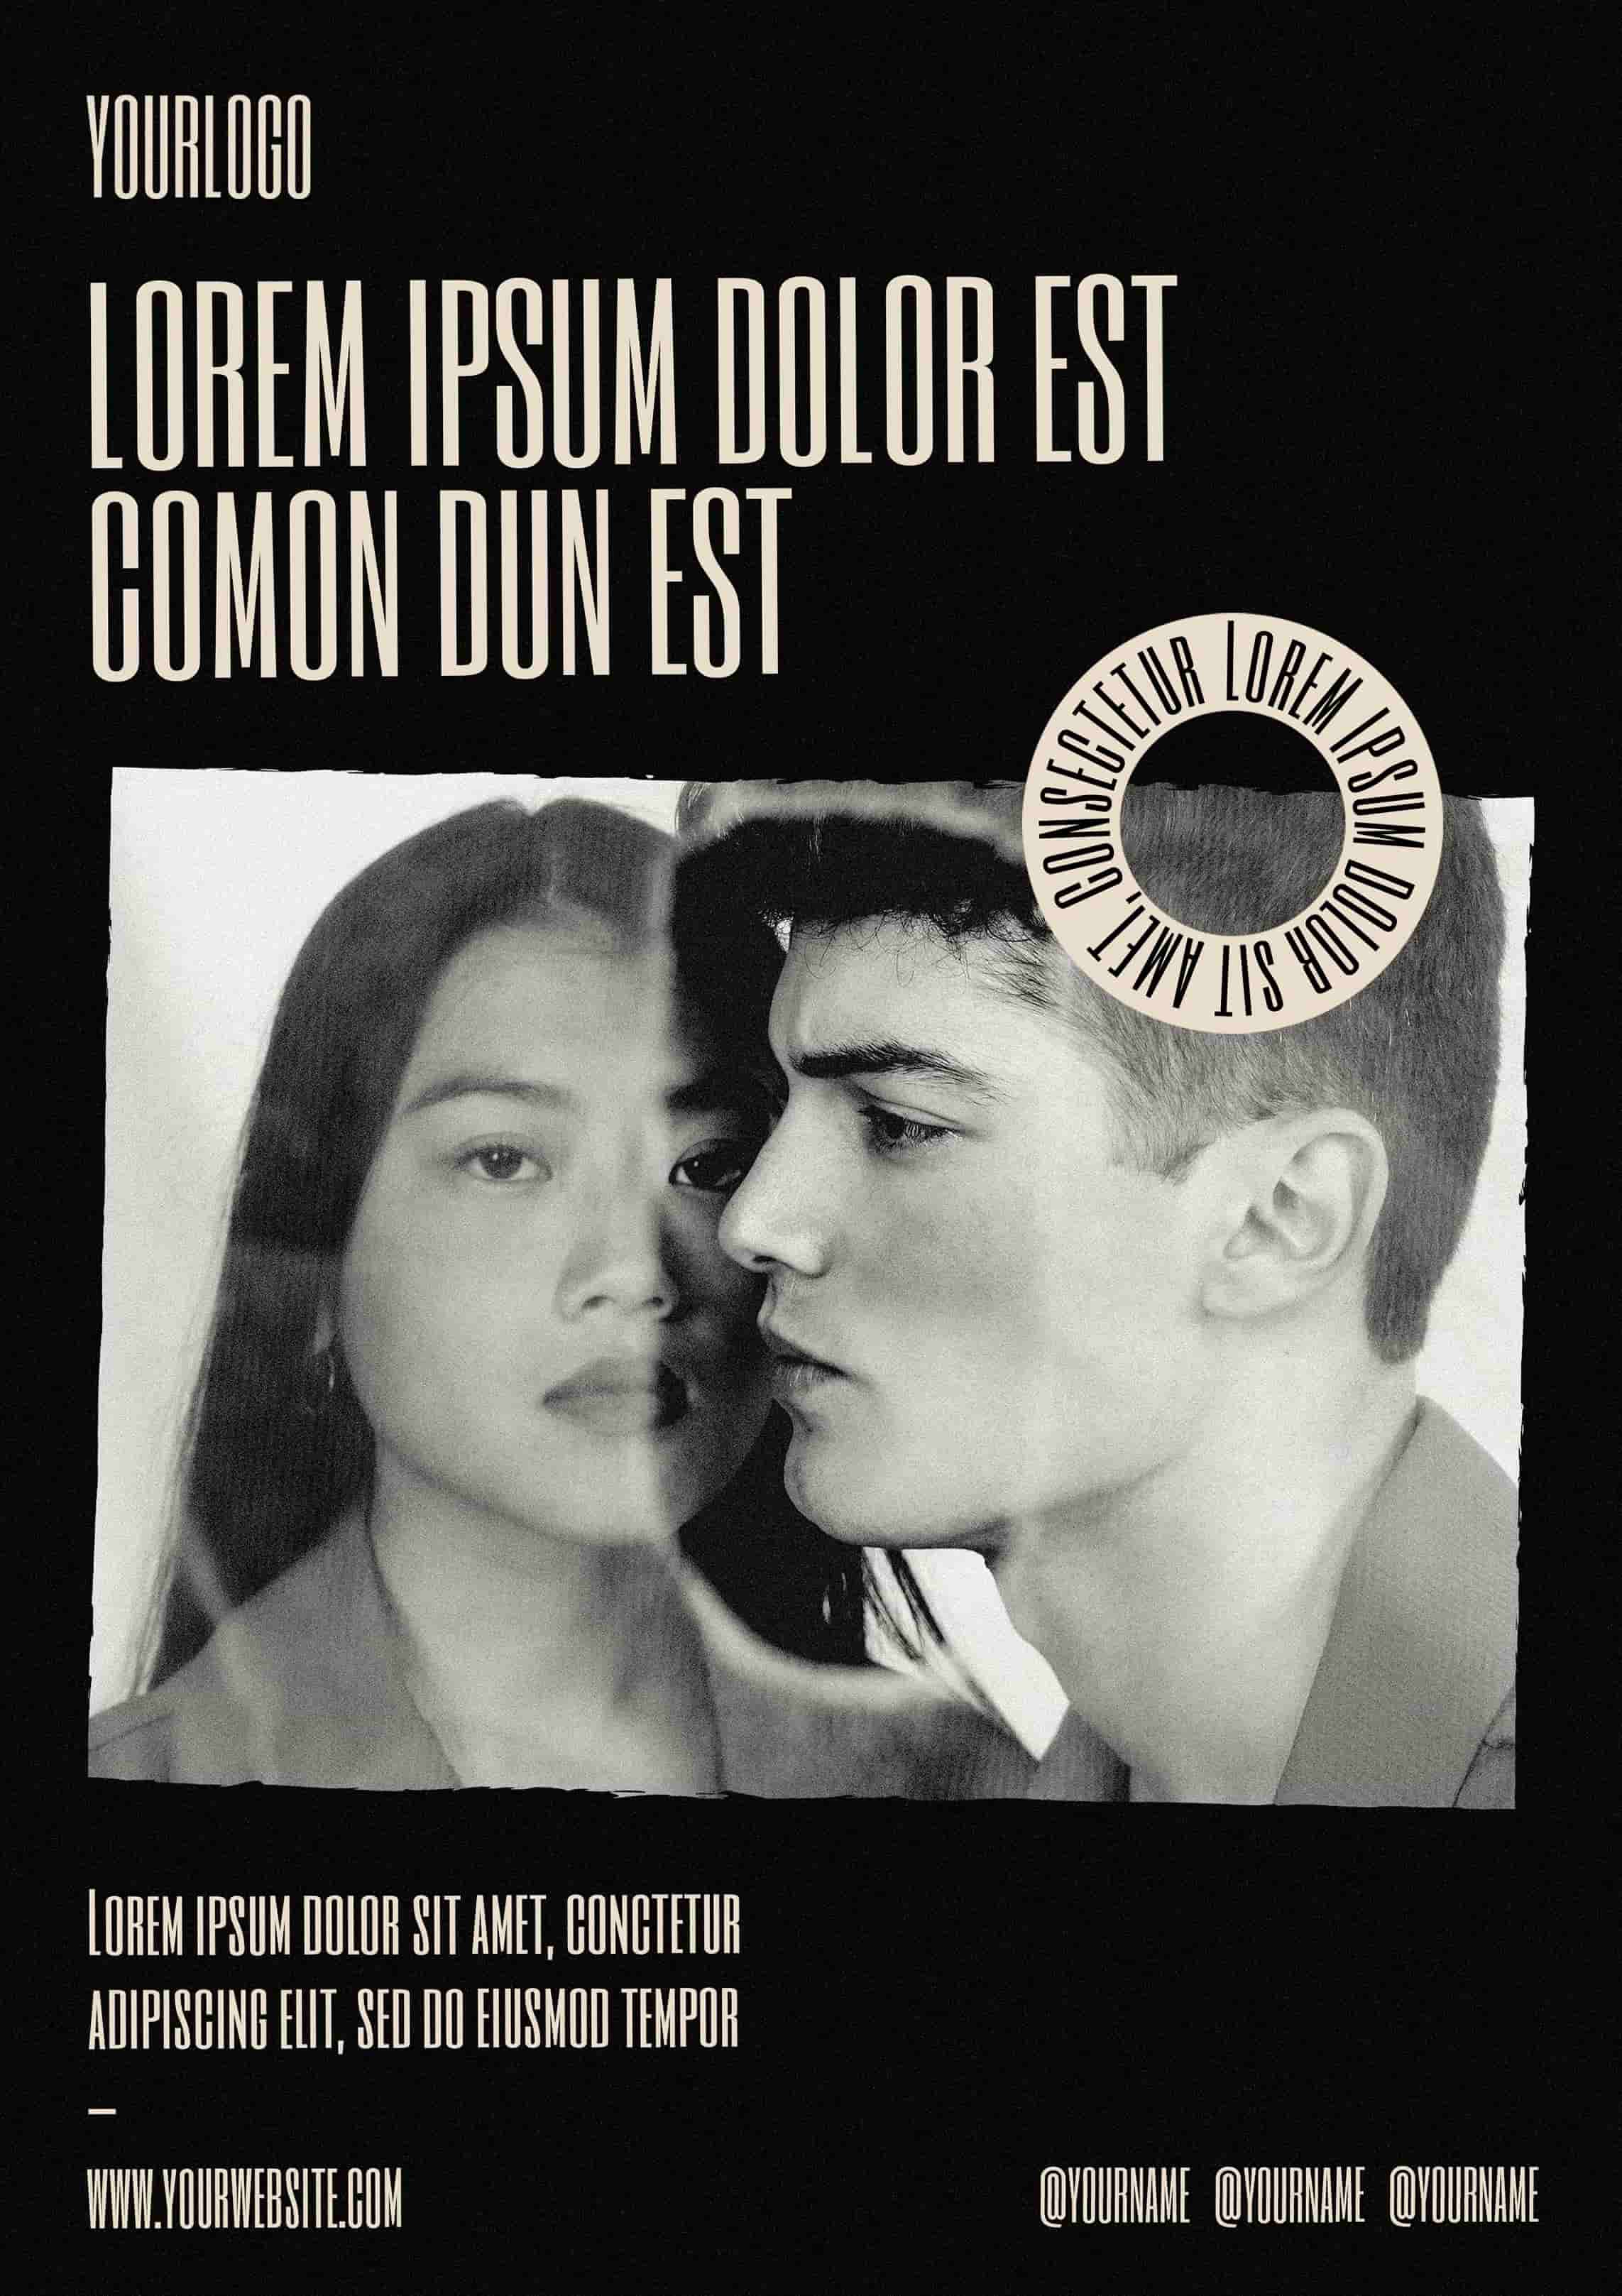 YOURLOGO
LOREM IPSUM DOLOR EST
COMON DUN EST
LOREM IPSUM DOLOR SIT AMET, CONSECTETUR
LOREM IPSUM DOLOR SIT AMET, CONCTETUR
ADIPISCING ELIT, SED DO EIUSMOD TEMPOR
–
WWW.YOURWEBSITE.COM
@YOURNAME @YOURNAME @YOURNAME